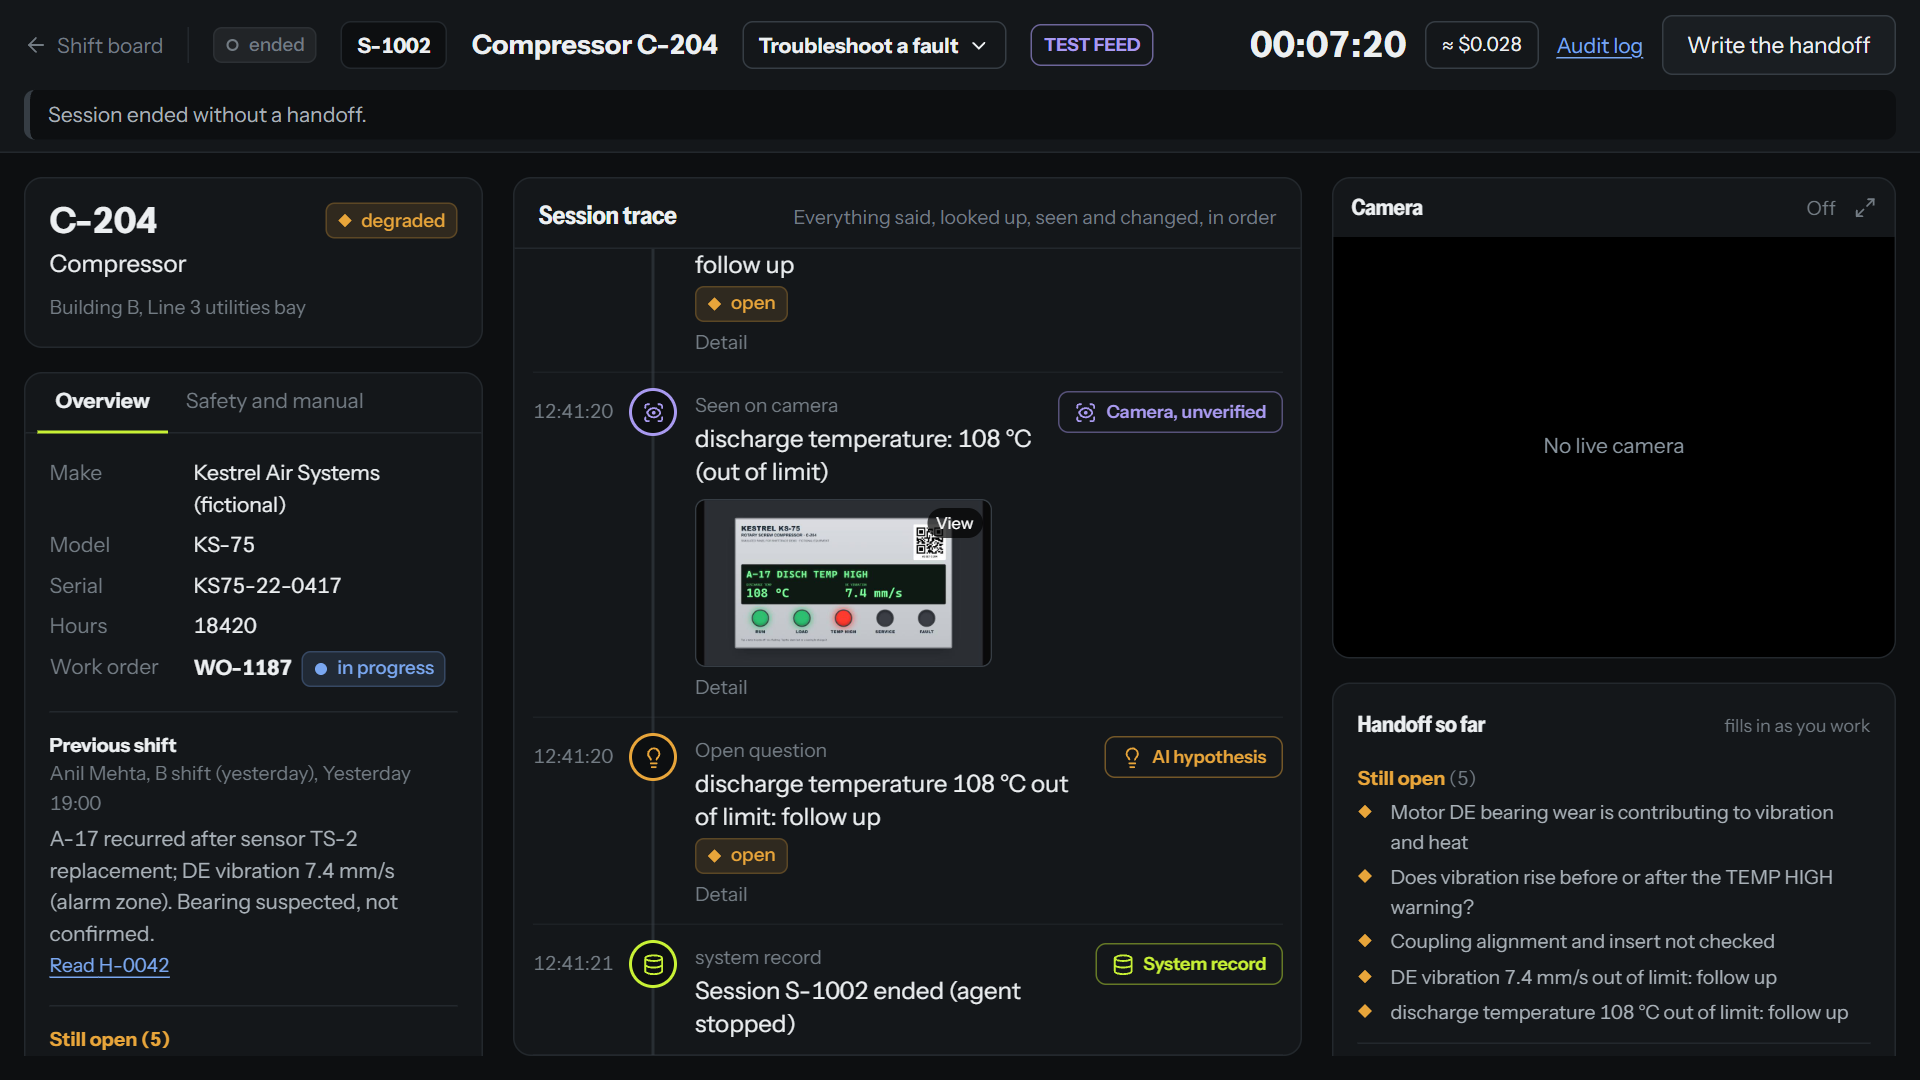 Shift board
ended
S-1002
Compressor C-204
Troubleshoot a fault
TEST FEED
00:07:20
≈ $0.028
Audit log
Write the handoff
Session ended without a handoff.
C-204
degraded
Compressor
Building B, Line 3 utilities bay
Overview
Safety and manual
Make
Kestrel Air Systems
(fictional)
Model
KS-75
Serial
KS75-22-0417
Hours
18420
Work order
WO-1187
in progress
Previous shift
Anil Mehta, B shift (yesterday), Yesterday
19:00
A-17 recurred after sensor TS-2
replacement; DE vibration 7.4 mm/s
(alarm zone). Bearing suspected, not
confirmed.
Read H-0042
Still open (5)
Session trace
Everything said, looked up, seen and changed, in order
follow up
open
Detail
12:41:20
Seen on camera
Camera, unverified
discharge temperature: 108 °C
(out of limit)
View
KESTREL KS-75
ROTARY SCREW COMPRESSOR · C-204
A-17 DISCH TEMP HIGH
108 °C
7.4 mm/s
RUN
LOAD
TEMP HIGH
SERVICE
FAULT
Detail
12:41:20
Open question
AI hypothesis
discharge temperature 108 °C out
of limit: follow up
open
Detail
12:41:21
system record
System record
Session S-1002 ended (agent
stopped)
Camera
Off
No live camera
Handoff so far
fills in as you work
Still open (5)
Motor DE bearing wear is contributing to vibration
and heat
Does vibration rise before or after the TEMP HIGH
warning?
Coupling alignment and insert not checked
DE vibration 7.4 mm/s out of limit: follow up
discharge temperature 108 °C out of limit: follow up